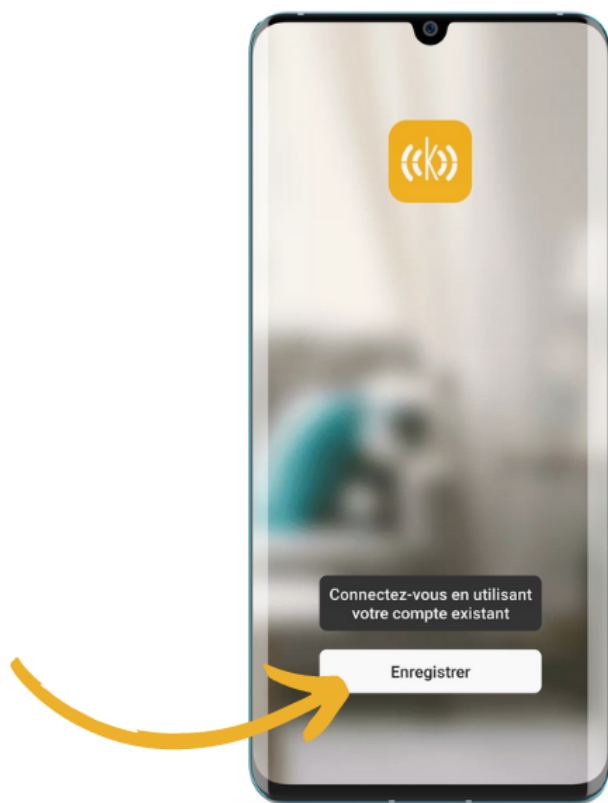 k
Connectez-vous en utilisant
votre compte existant
Enregistrer